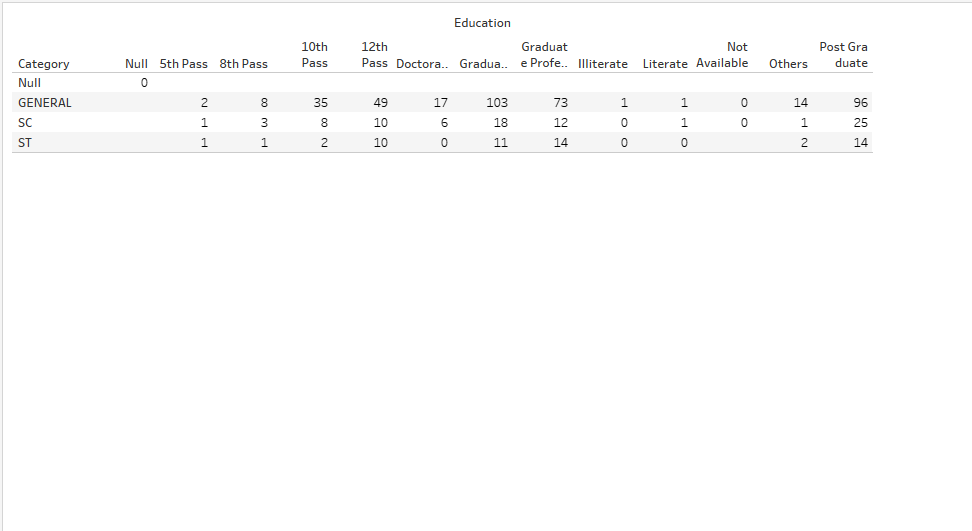 Education
10th 12th Graduat Not Post Gra
Category Null 5th Pass 8th Pass Pass Pass Doctora.. Gradua.. e Profe.. Illiterate Literate Available Others duate
Null 0
GENERAL 2 8 35 49 17 103 73 1 1 0 14 96
SC 1 3 8 10 6 18 12 0 1 0 1 25
ST 1 1 2 10 0 11 14 0 0 2 14